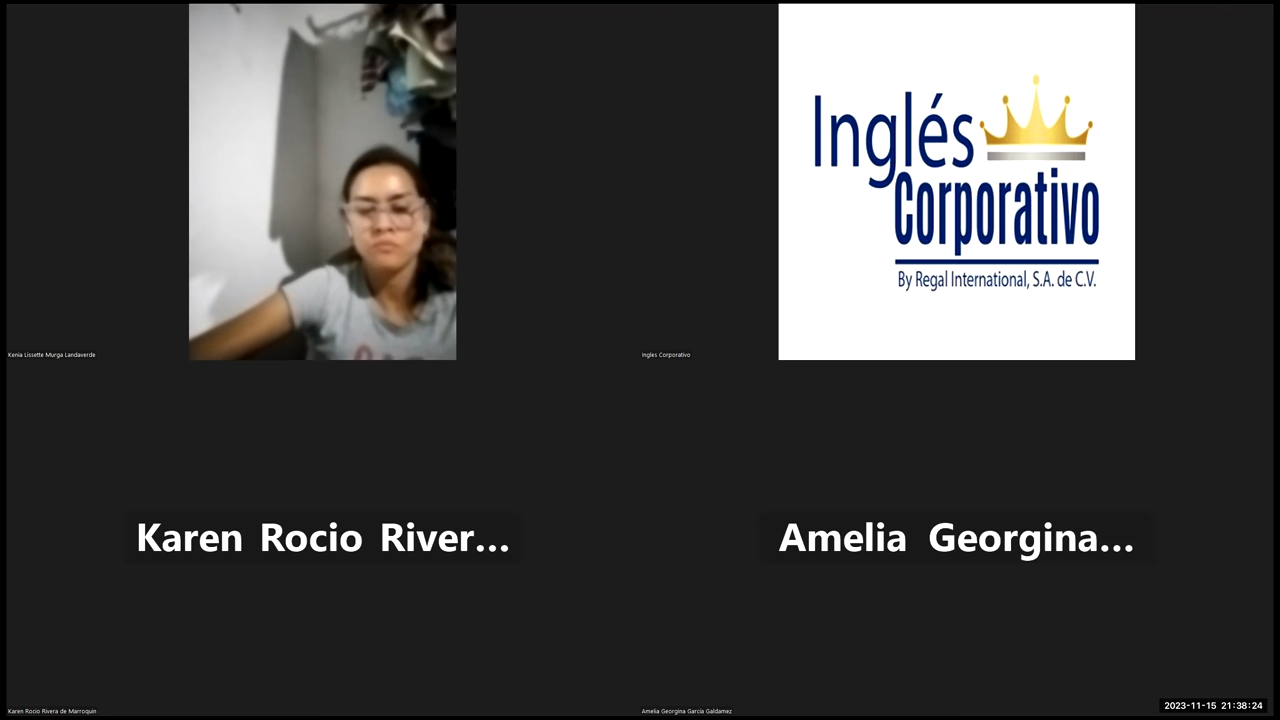 Inglés
Corporativo
By Regal International, S.A. de C.V.
Kenia Lissette Murga Landaverde
Ingles Corporativo
Karen Rocio River...
Amelia Georgina...
Karen Rocio Rivera de Marroquin
Amelia Georgina García Galdamez
2023-11-15 21:38:24